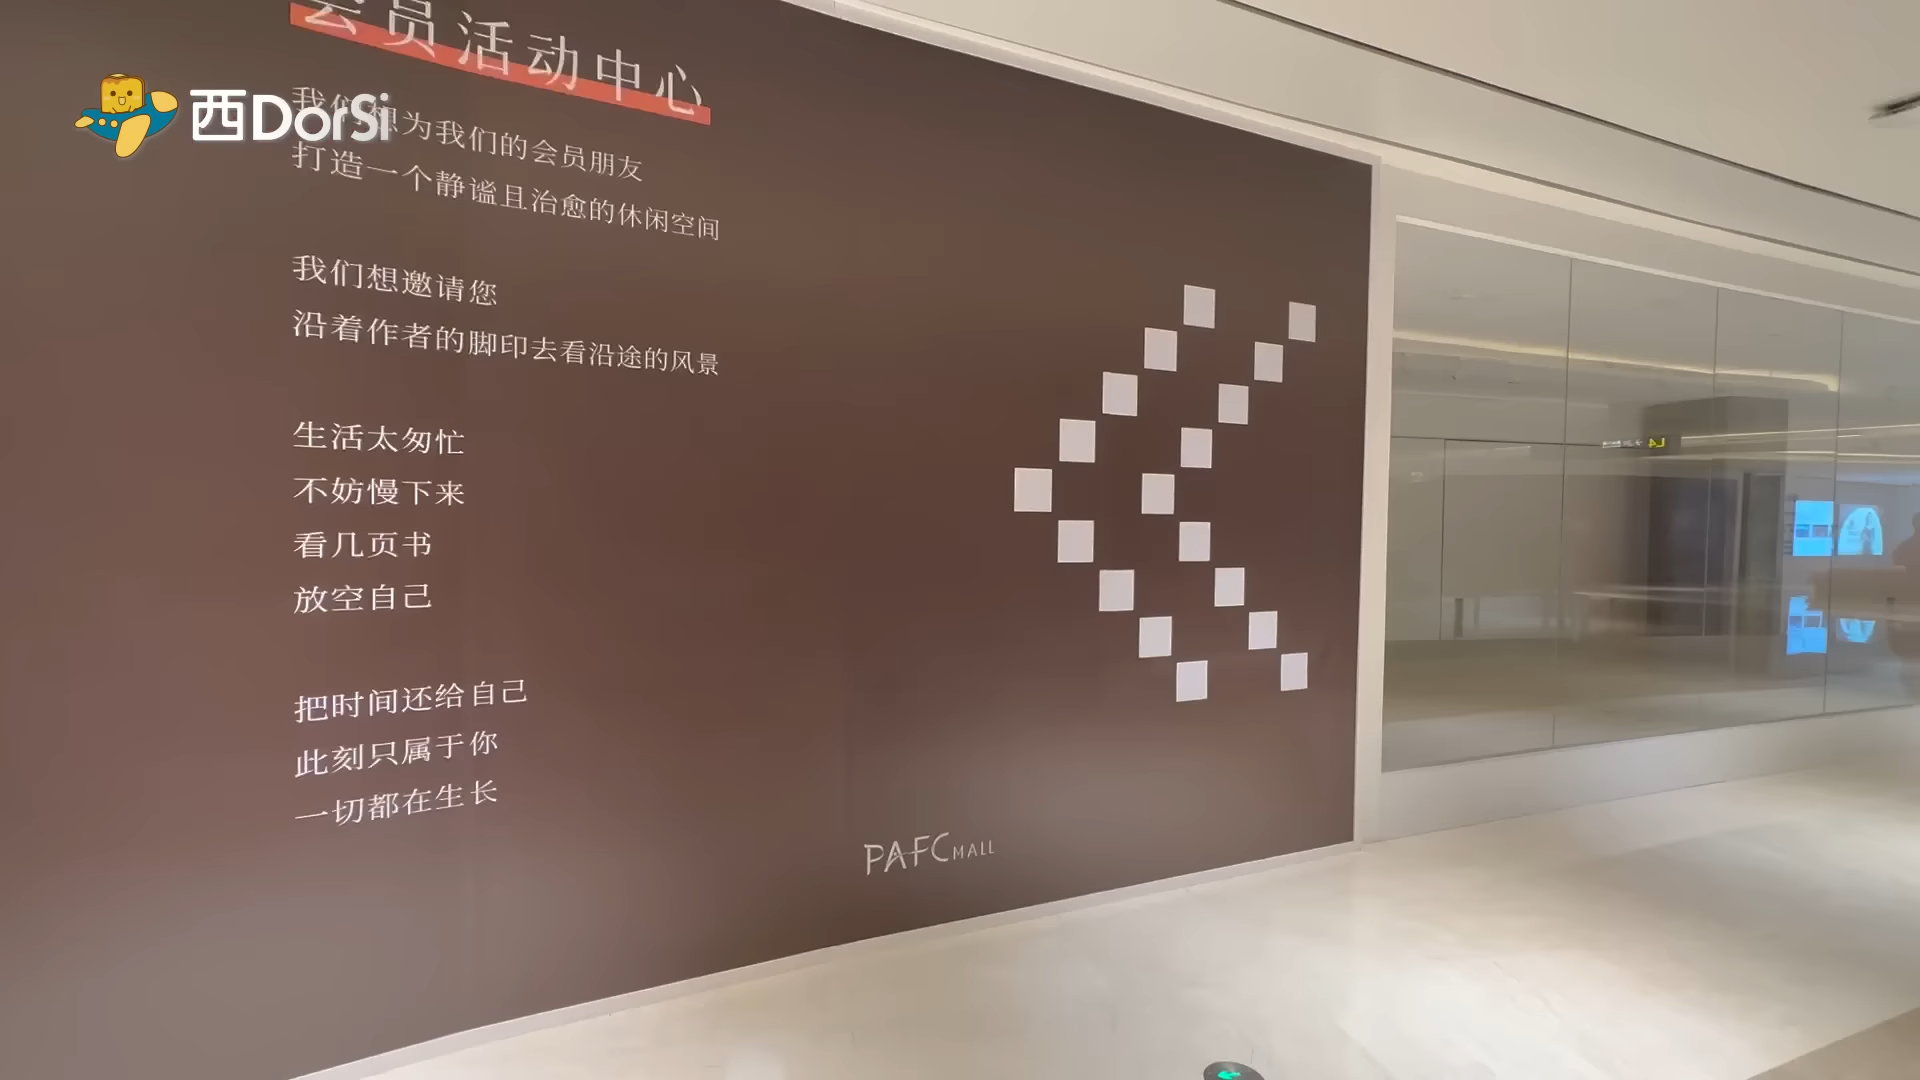 会员活动中心
西DorSi
我们想为我们的会员朋友
打造一个静谧且治愈的休闲空间
我们想邀请您
沿着作者的脚印去看沿途的风景
生活太匆忙
不妨慢下来
看几页书
放空自己
把时间还给自己
此刻只属于你
一切都在生长
PAFC MALL